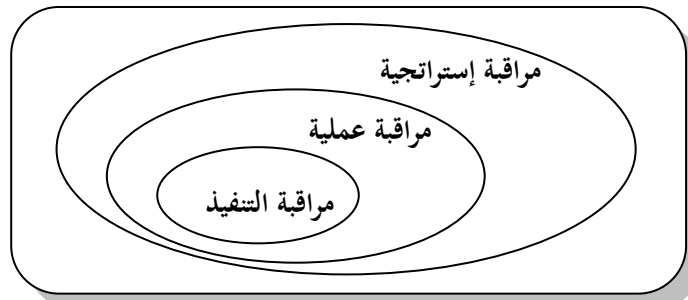 مراقبة إستراتجية
مراقبة عملية
مراقبة التنفيذ